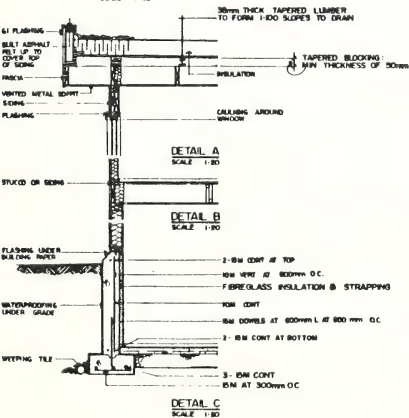 38mm THICK TAPERED LUMBER
TO FORM 1:100 SLOPES TO DRAIN
GI FLASHING
BUILT ASPHALT
FELT UP TO
COVER TOP
OF SIDING
TAPERED BLOCKING:
MIN THICKNESS OF 50mm
INSULATION
FASCIA
VENTED METAL SOFFIT
SIDING
FLASHING
CAULKING AROUND
WINDOW
DETAIL A
SCALE 1:20
STUCCO OR SIDING
DETAIL B
SCALE 1:20
FLASHING UNDER
BUILDING PAPER
2-15M CONT AT TOP
10M VERT AT 600mm O.C.
FIBREGLASS INSULATION & STRAPPING
WATERPROOFING
UNDER GRADE
10M CONT
15M DOWELS AT 600mm L AT 800 mm O.C
2-15M CONT AT BOTTOM
WEEPING TILE
3-15M CONT
15M AT 300mm O.C
DETAIL C
SCALE 1:20